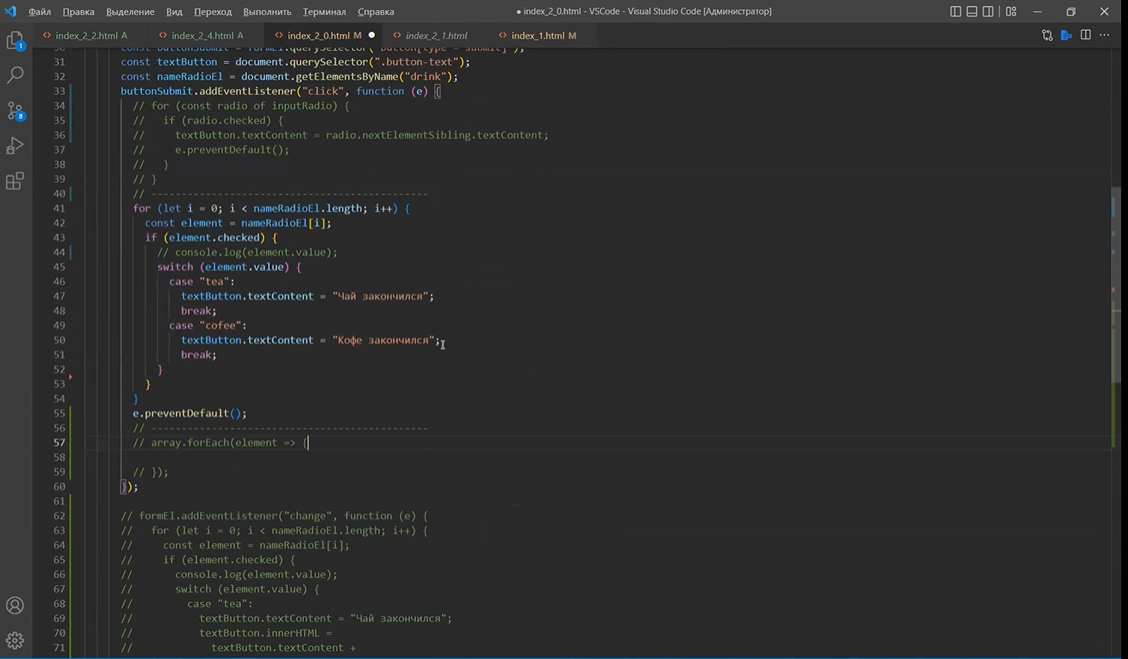 Файл Правка Выделение Вид Переход Выполнить Терминал Справка
● index_2_0.html - VSCode - Visual Studio Code [Администратор]
index_2_2.html A
index_2_4.html A
index_2_0.html M
index_2_1.html
index_1.html M
1
8
31 const textButton = document.querySelector(".button-text");
32 const nameRadioEl = document.getElementsByName("drink");
33 buttonSubmit.addEventListener("click", function (e) {
34 // for (const radio of inputRadio) {
35 // if (radio.checked) {
36 // textButton.textContent = radio.nextElementSibling.textContent;
37 // e.preventDefault();
38 // }
39 // }
40 // ----------------------------------------------
41 for (let i = 0; i < nameRadioEl.length; i++) {
42 const element = nameRadioEl[i];
43 if (element.checked) {
44 // console.log(element.value);
45 switch (element.value) {
46 case "tea":
47 textButton.textContent = "Чай закончился";
48 break;
49 case "cofee":
50 textButton.textContent = "Кофе закончился";
51 break;
52 }
53 }
54 }
55 e.preventDefault();
56 // ----------------------------------------------
57 // array.forEach(element => {
58
59 // });
60 });
61
62 // formEl.addEventListener("change", function (e) {
63 // for (let i = 0; i < nameRadioEl.length; i++) {
64 // const element = nameRadioEl[i];
65 // if (element.checked) {
66 // console.log(element.value);
67 // switch (element.value) {
68 // case "tea":
69 // textButton.textContent = "Чай закончился";
70 // textButton.innerHTML =
71 // textButton.textContent +